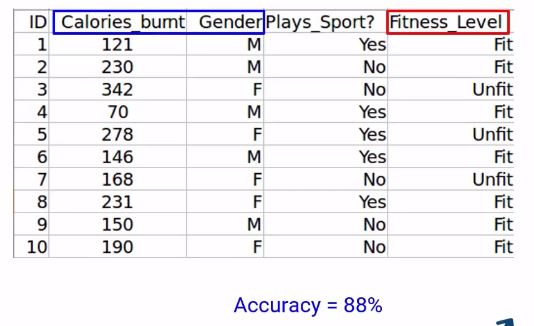 ID Calories_burnt Gender Plays_Sport? Fitness_Level
1 121 M Yes Fit
2 230 M No Fit
3 342 F No Unfit
4 70 M Yes Fit
5 278 F Yes Unfit
6 146 M Yes Fit
7 168 F No Unfit
8 231 F Yes Fit
9 150 M No Fit
10 190 F No Fit
Accuracy = 88%